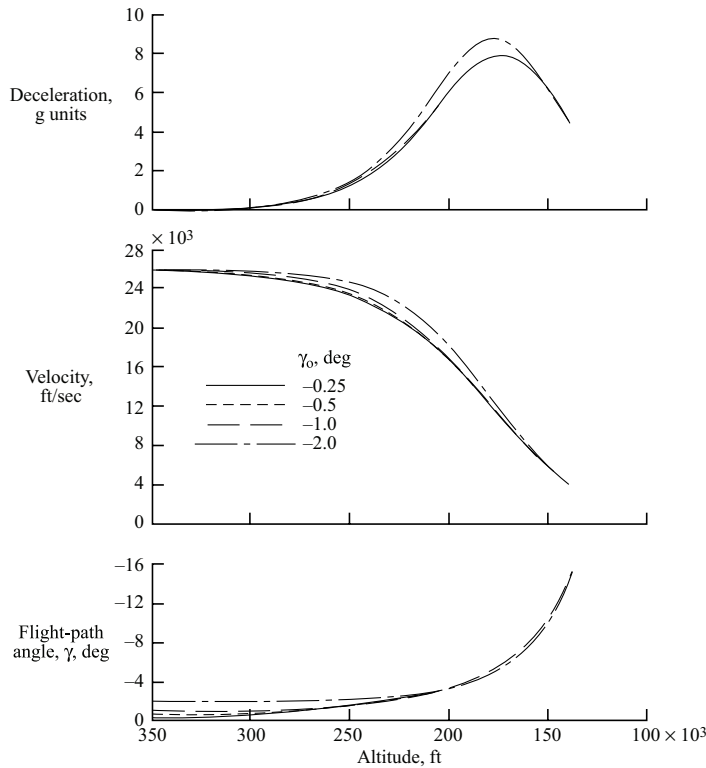 10
8
Deceleration,
g units
6
4
2
0
× 10³
28
24
20
16
Velocity,
ft/sec
12
8
4
0
γₒ, deg
–0.25
–0.5
–1.0
–2.0
–16
–12
Flight-path
angle, γ, deg
–8
–4
0
350 300 250 200 150 100 × 10³
Altitude, ft